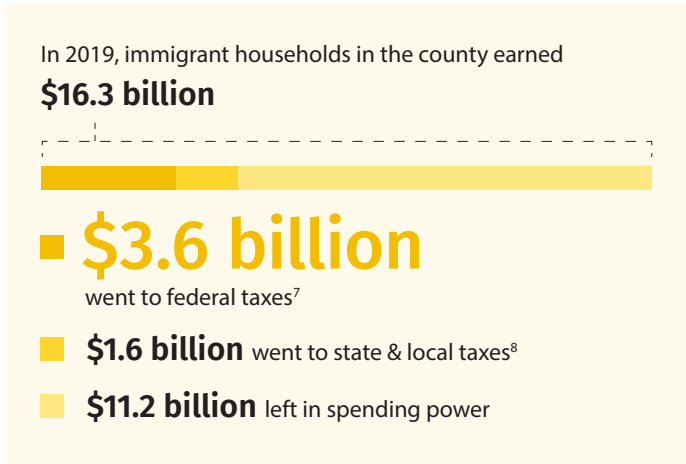 In 2019, immigrant households in the county earned
$16.3 billion
$3.6 billion
went to federal taxes⁷
$1.6 billion went to state & local taxes⁸
$11.2 billion left in spending power